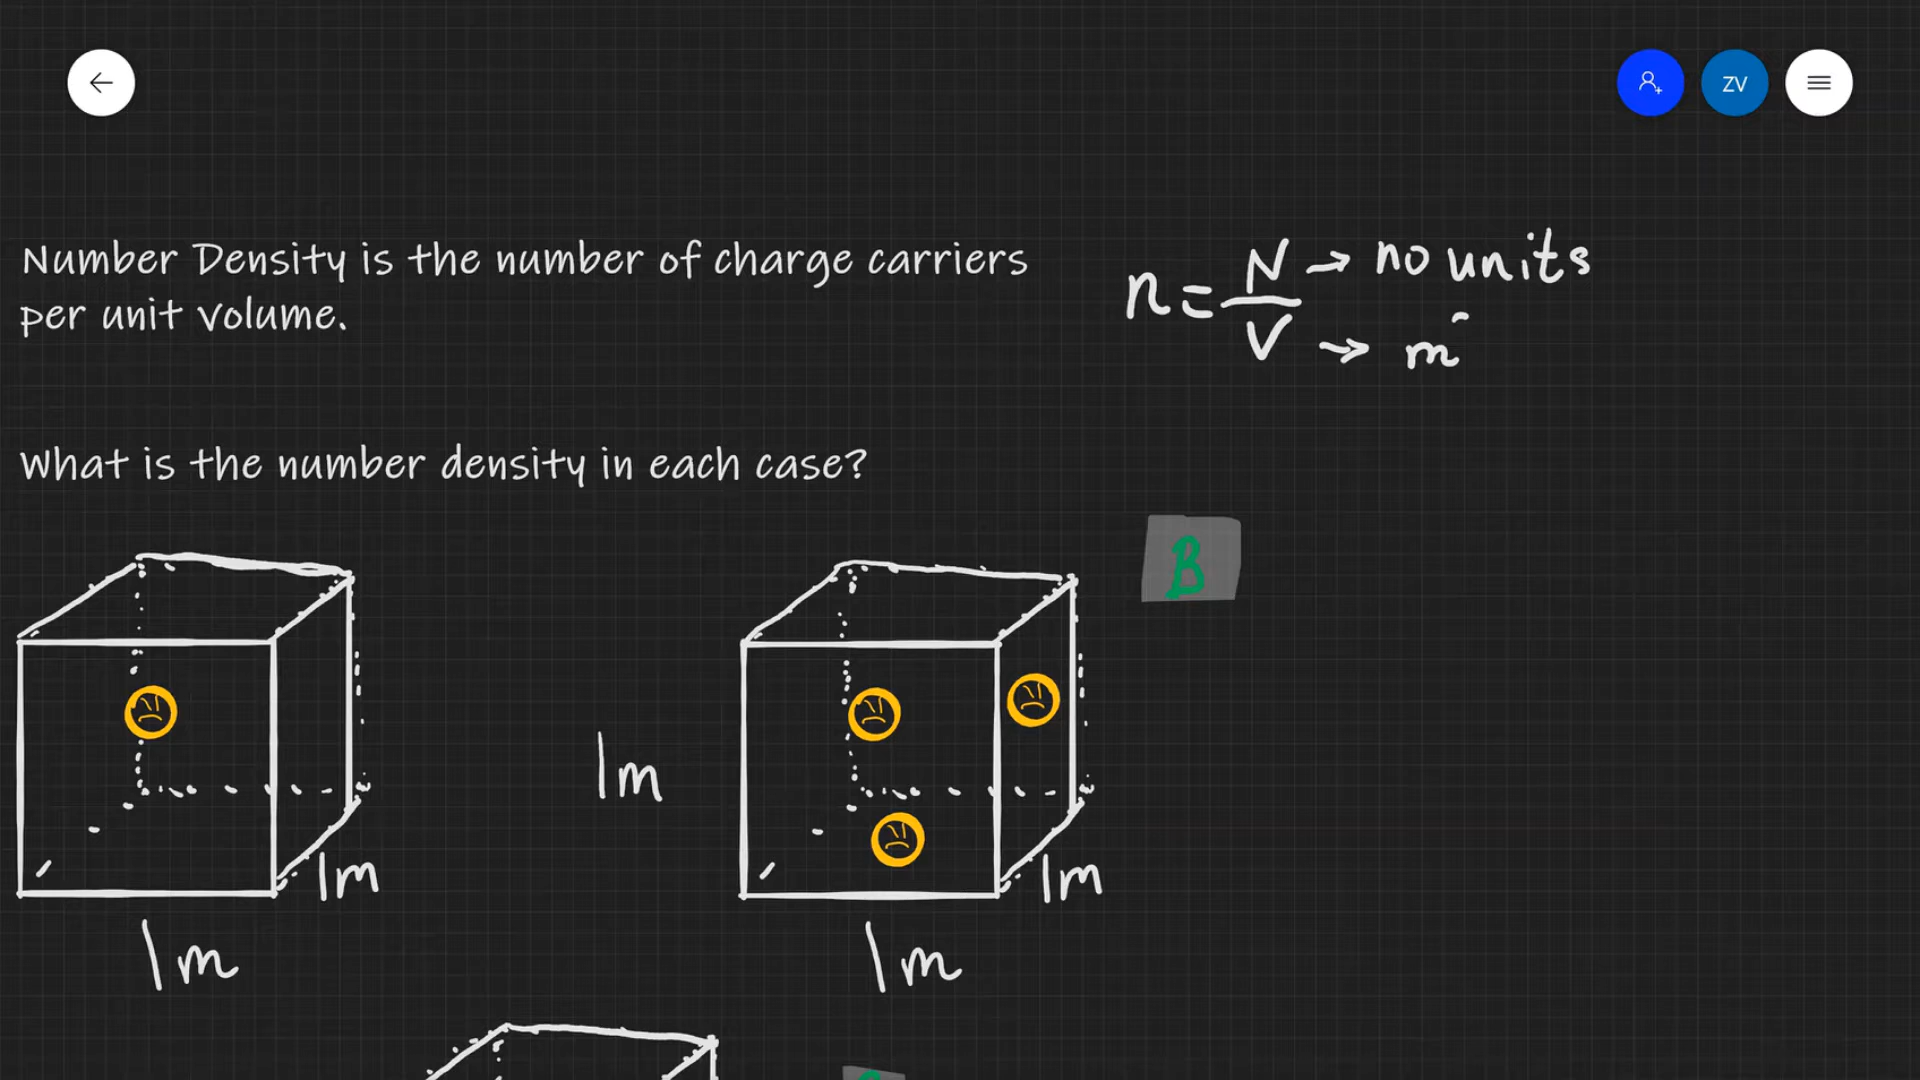 ZV
Number Density is the number of charge carriers
per unit volume.
n = N/V
N → no units
V → m
What is the number density in each case?
B
1m
1m
1m
1m
1m